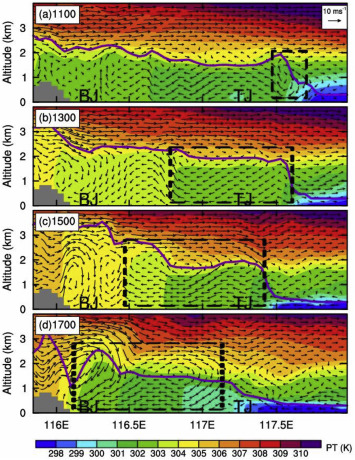 (a)1100
10 ms⁻¹
Altitude (km)
4
3
2
1
0
BJ
TJ
(b)1300
Altitude (km)
3
2
1
0
BJ
TJ
(c)1500
Altitude (km)
3
2
1
0
BJ
TJ
(d)1700
Altitude (km)
3
2
1
0
BJ
TJ
116E
116.5E
117E
117.5E
PT (K)
298 299 300 301 302 303 304 305 306 307 308 309 310